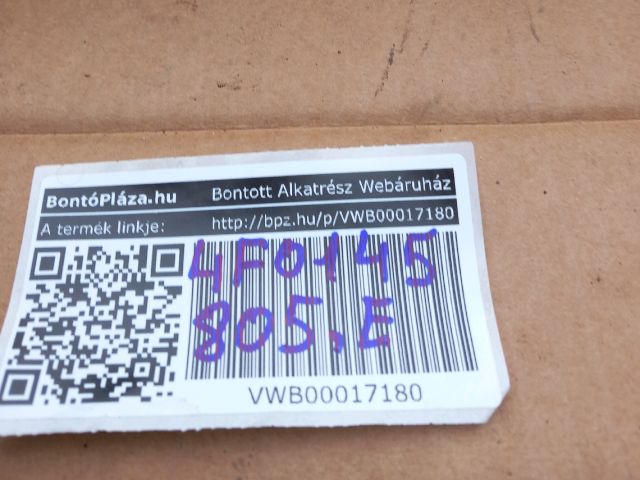 BontóPláza.hu Bontott Alkatrész Webáruház
A termék linkje: http://bpz.hu/p/VWB00017180
4F0145
805.E
VWB00017180